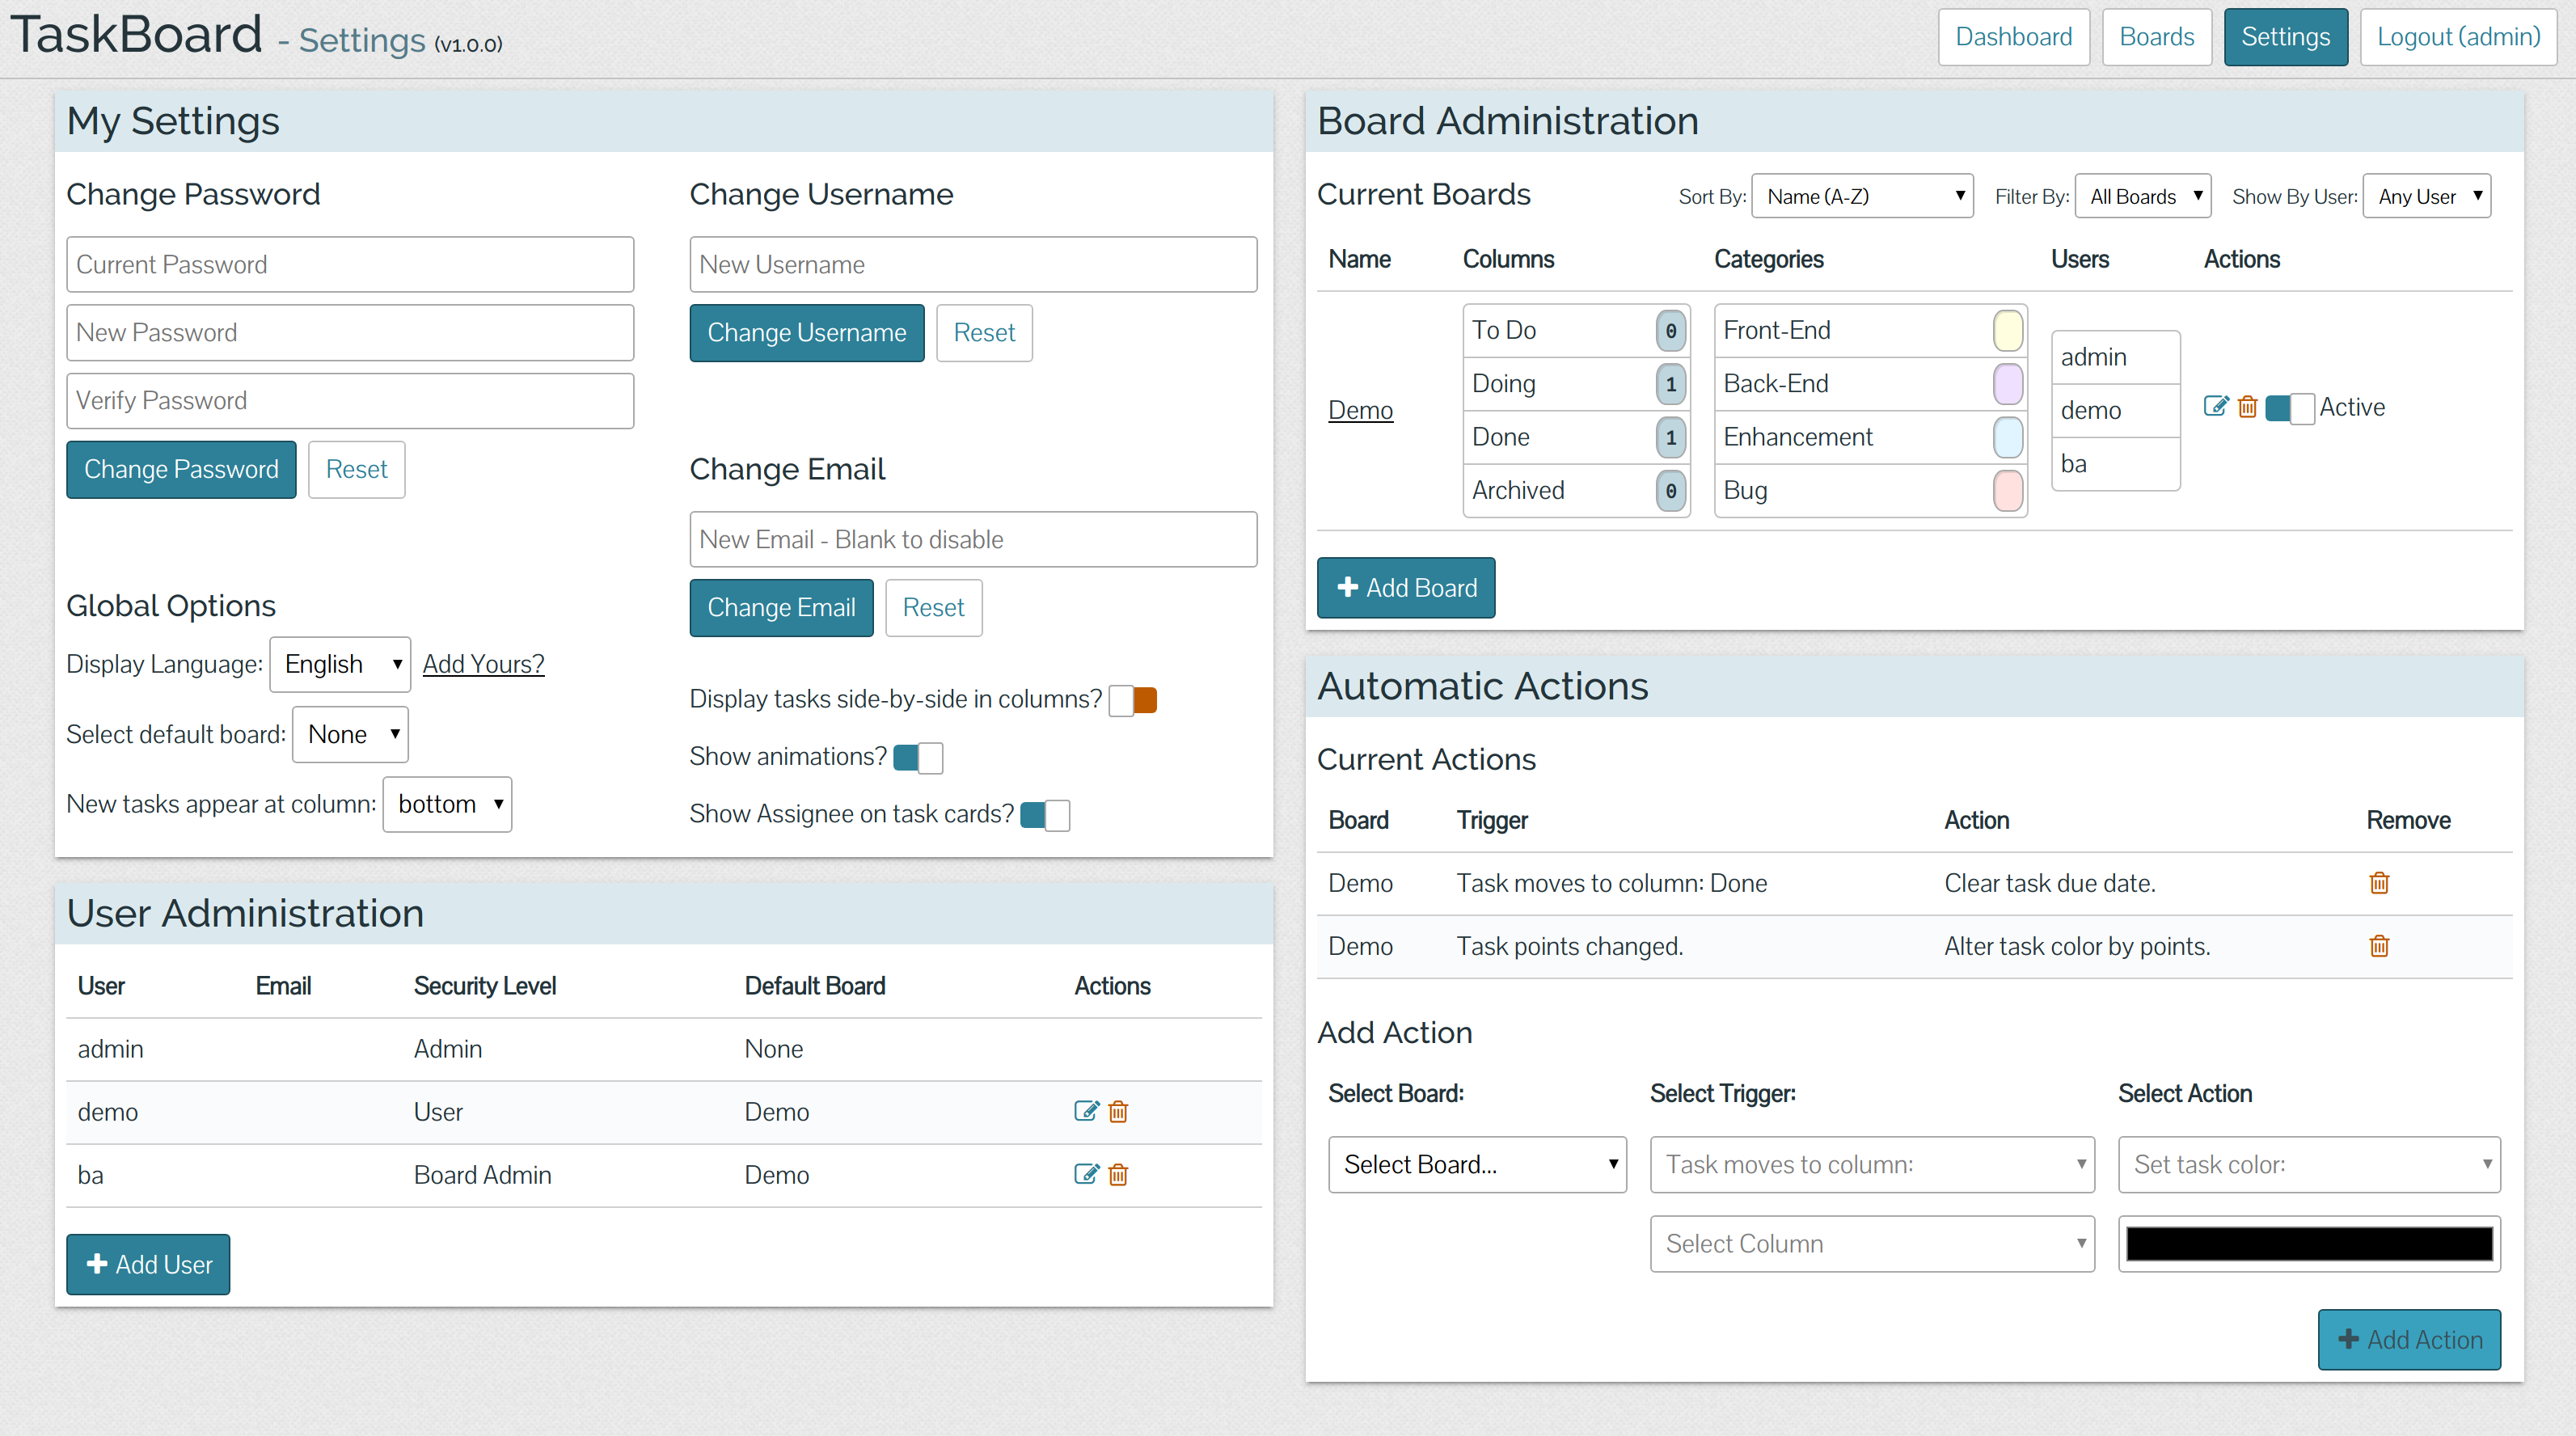 TaskBoard - Settings (v1.0.0)
Dashboard
Boards
Settings
Logout (admin)
My Settings
Change Password
Current Password
New Password
Verify Password
Change Password
Reset
Change Username
New Username
Change Username
Reset
Change Email
New Email - Blank to disable
Change Email
Reset
Global Options
Display Language: English Add Yours?
Select default board: None
New tasks appear at column: bottom
Display tasks side-by-side in columns?
Show animations?
Show Assignee on task cards?
User Administration
User Email Security Level Default Board Actions
admin Admin None
demo User Demo
ba Board Admin Demo
Add User
Board Administration
Current Boards
Sort By: Name (A-Z) Filter By: All Boards Show By User: Any User
Name Columns Categories Users Actions
Demo
To Do 0
Doing 1
Done 1
Archived 0
Front-End
Back-End
Enhancement
Bug
admin
demo
ba
Active
Add Board
Automatic Actions
Current Actions
Board Trigger Action Remove
Demo Task moves to column: Done Clear task due date.
Demo Task points changed. Alter task color by points.
Add Action
Select Board: Select Trigger: Select Action
Select Board... Task moves to column: Set task color:
Select Column
Add Action